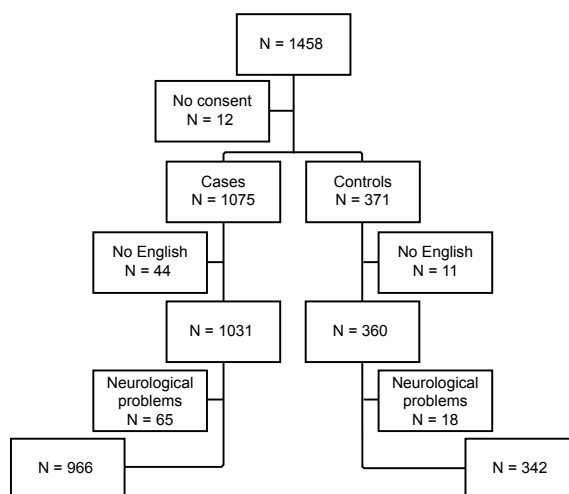 N = 1458
No consent
N = 12
Cases
N = 1075
Controls
N = 371
No English
N = 44
No English
N = 11
N = 1031
N = 360
Neurological
problems
N = 65
Neurological
problems
N = 18
N = 966
N = 342